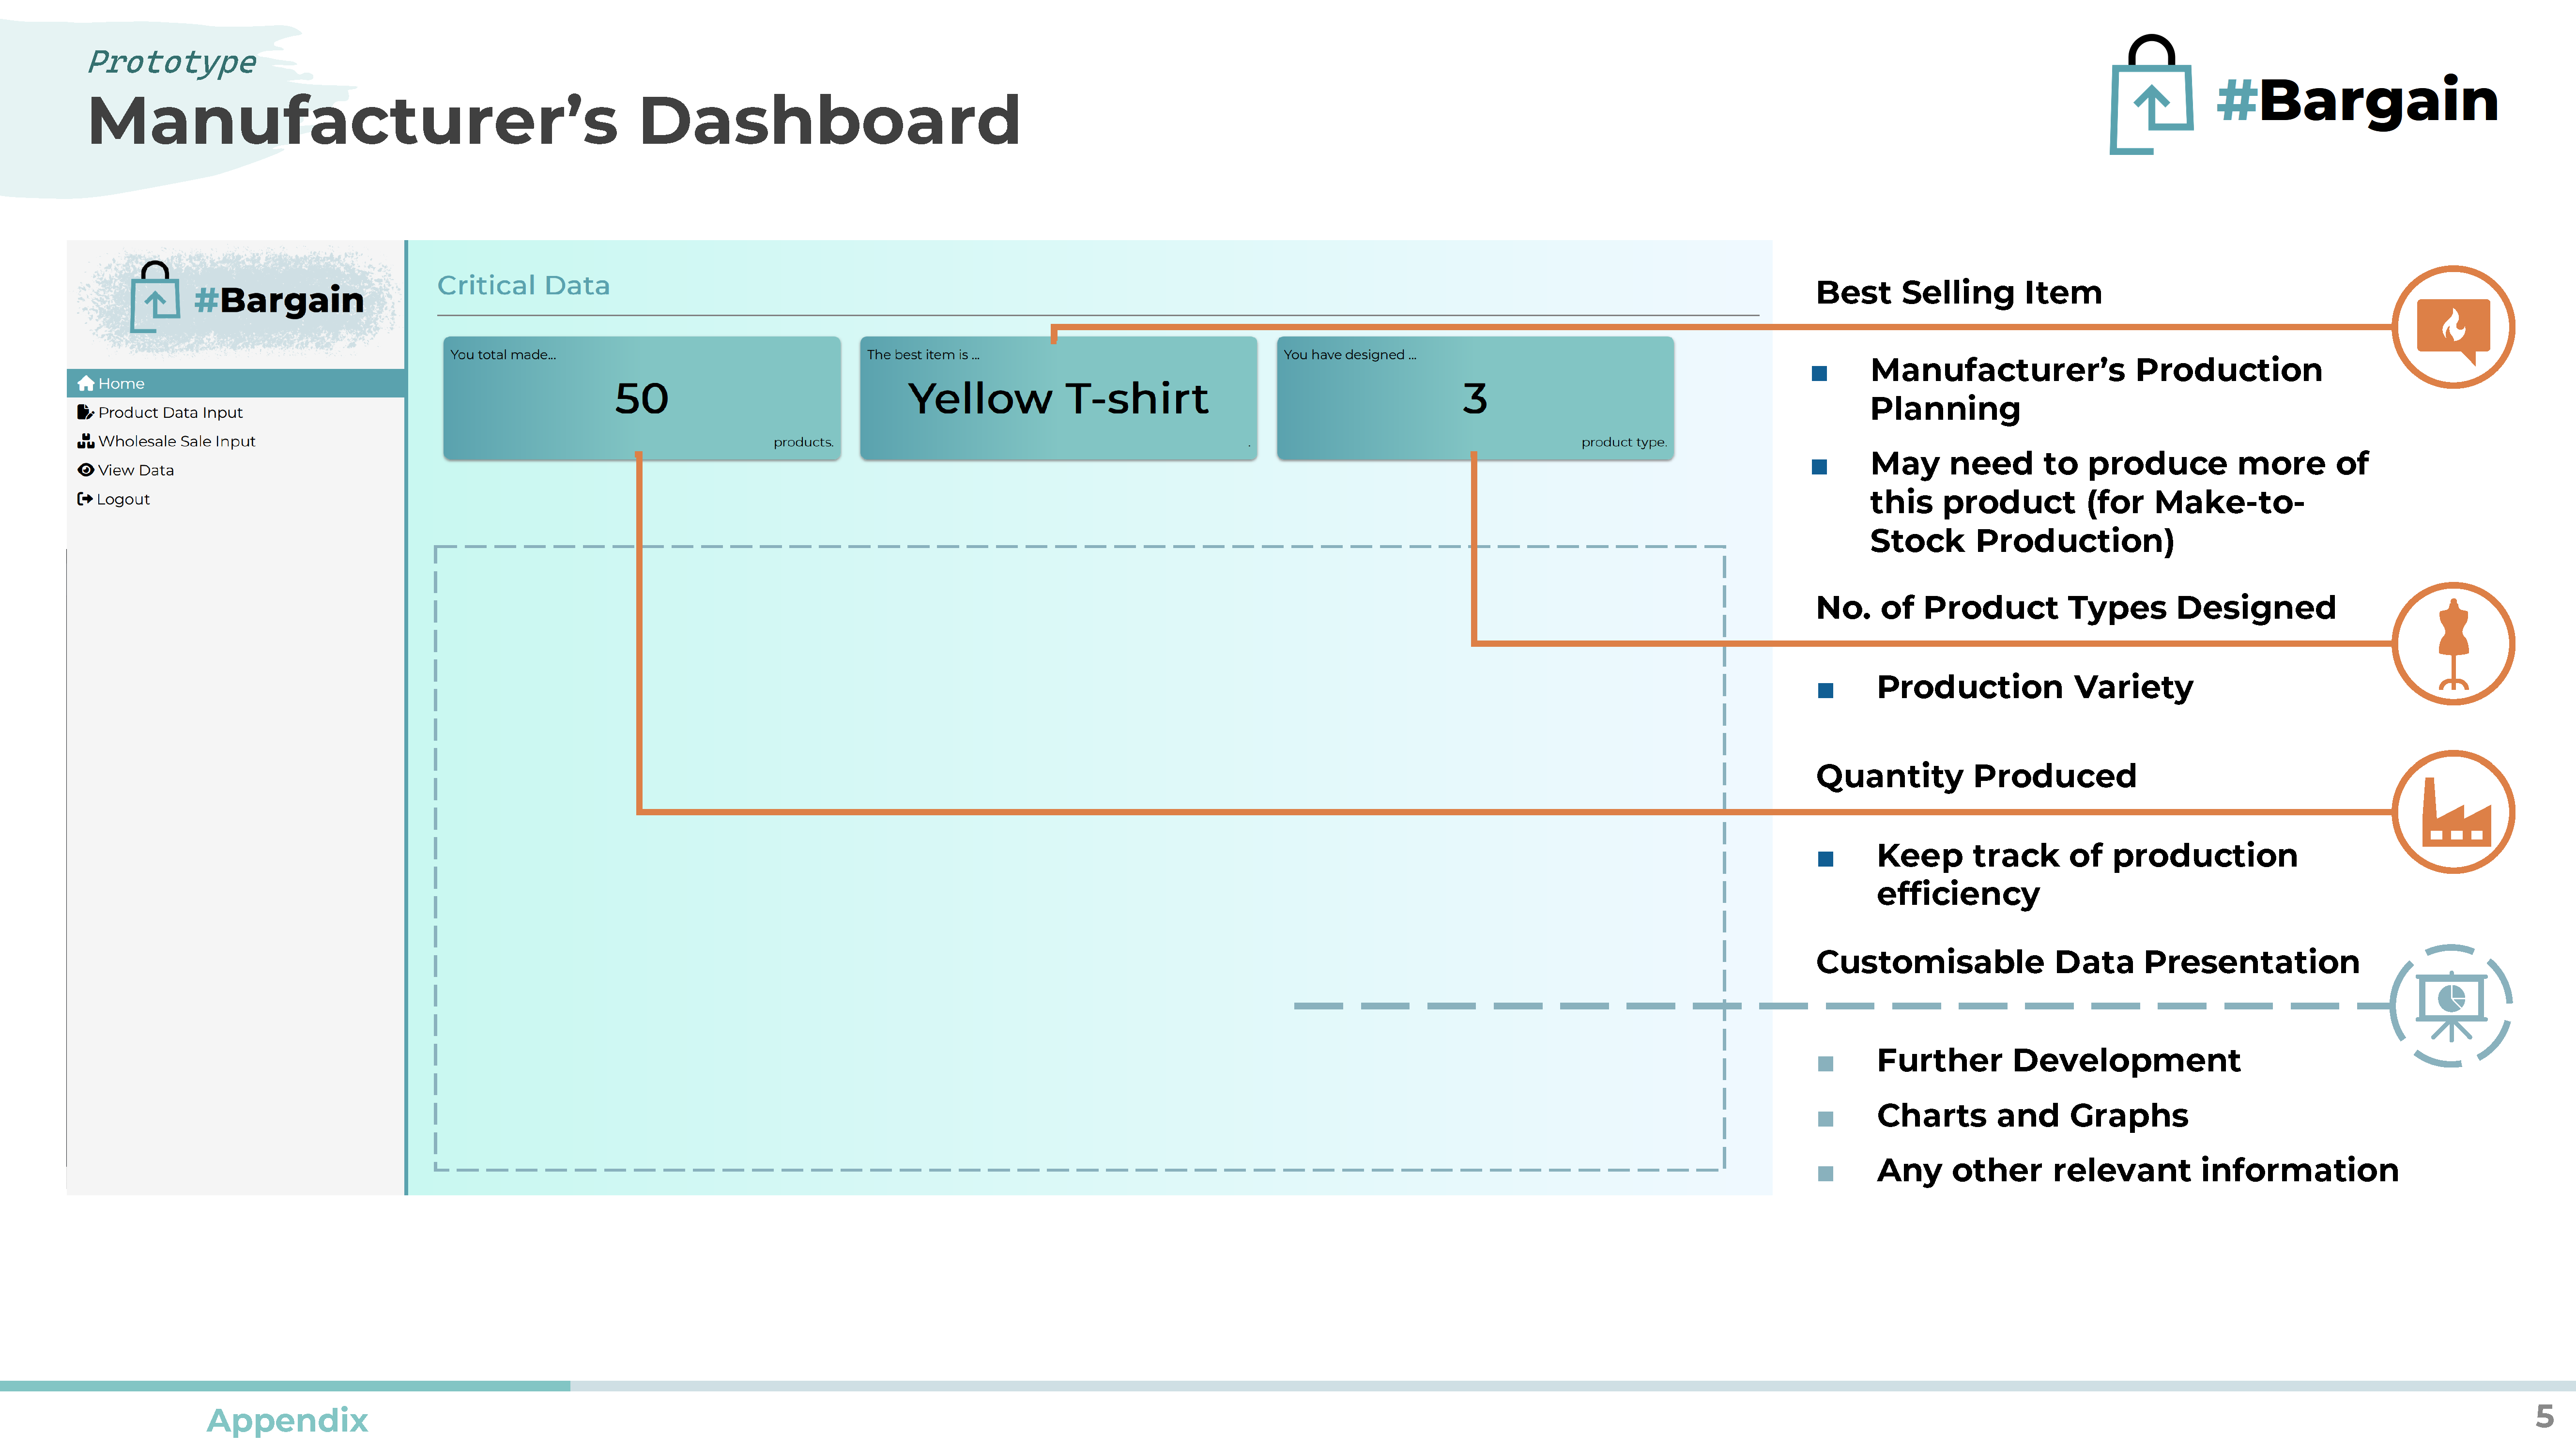 Prototype
Manufacturer’s Dashboard
#Bargain
#Bargain
Home
Product Data Input
Wholesale Sale Input
View Data
Logout
Critical Data
You total made...
50
products.
The best item is ...
Yellow T-shirt
.
You have designed ...
3
product type.
Best Selling Item
Manufacturer’s Production
Planning
May need to produce more of
this product (for Make-to-
Stock Production)
No. of Product Types Designed
Production Variety
Quantity Produced
Keep track of production
efficiency
Customisable Data Presentation
Further Development
Charts and Graphs
Any other relevant information
Appendix
5